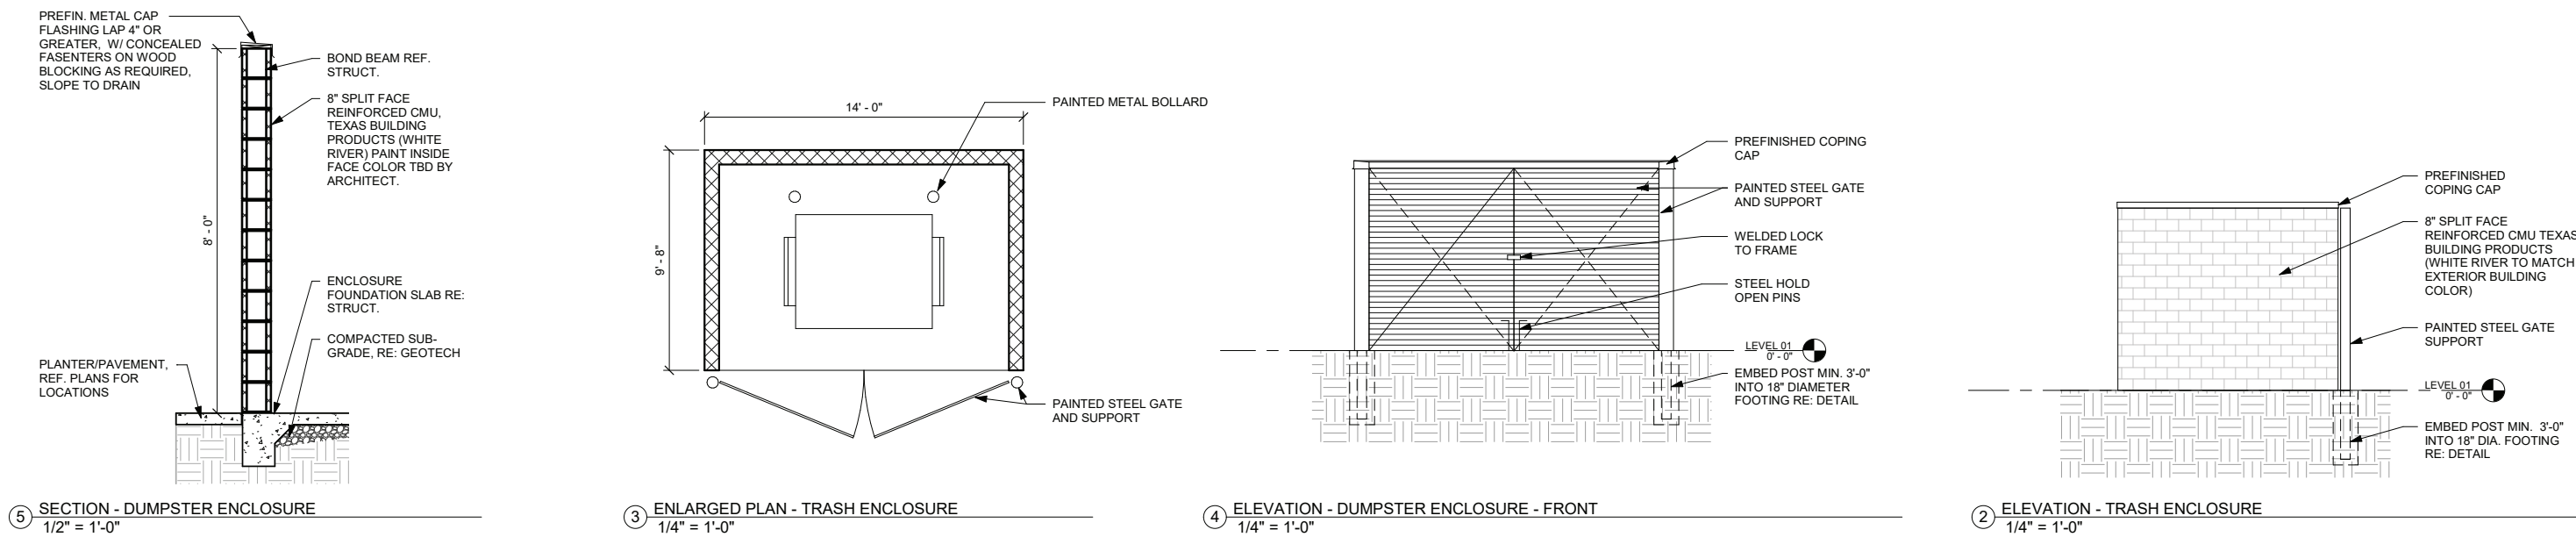 PREFIN. METAL CAP
FLASHING LAP 4" OR
GREATER, W/ CONCEALED
FASENTERS ON WOOD
BLOCKING AS REQUIRED,
SLOPE TO DRAIN
BOND BEAM REF.
STRUCT.
8" SPLIT FACE
REINFORCED CMU,
TEXAS BUILDING
PRODUCTS (WHITE
RIVER) PAINT INSIDE
FACE COLOR TBD BY
ARCHITECT.
8' - 0"
ENCLOSURE
FOUNDATION SLAB RE:
STRUCT.
COMPACTED SUB-
GRADE, RE: GEOTECH
PLANTER/PAVEMENT,
REF. PLANS FOR
LOCATIONS
5 SECTION - DUMPSTER ENCLOSURE
1/2" = 1'-0"
14' - 0"
PAINTED METAL BOLLARD
9' - 8"
PAINTED STEEL GATE
AND SUPPORT
3 ENLARGED PLAN - TRASH ENCLOSURE
1/4" = 1'-0"
PREFINISHED COPING
CAP
PAINTED STEEL GATE
AND SUPPORT
WELDED LOCK
TO FRAME
STEEL HOLD
OPEN PINS
LEVEL 01
0' - 0"
EMBED POST MIN. 3'-0"
INTO 18" DIAMETER
FOOTING RE: DETAIL
4 ELEVATION - DUMPSTER ENCLOSURE - FRONT
1/4" = 1'-0"
PREFINISHED
COPING CAP
8" SPLIT FACE
REINFORCED CMU TEXAS
BUILDING PRODUCTS
(WHITE RIVER TO MATCH
EXTERIOR BUILDING
COLOR)
PAINTED STEEL GATE
SUPPORT
LEVEL 01
0' - 0"
EMBED POST MIN. 3'-0"
INTO 18" DIA. FOOTING
RE: DETAIL
2 ELEVATION - TRASH ENCLOSURE
1/4" = 1'-0"